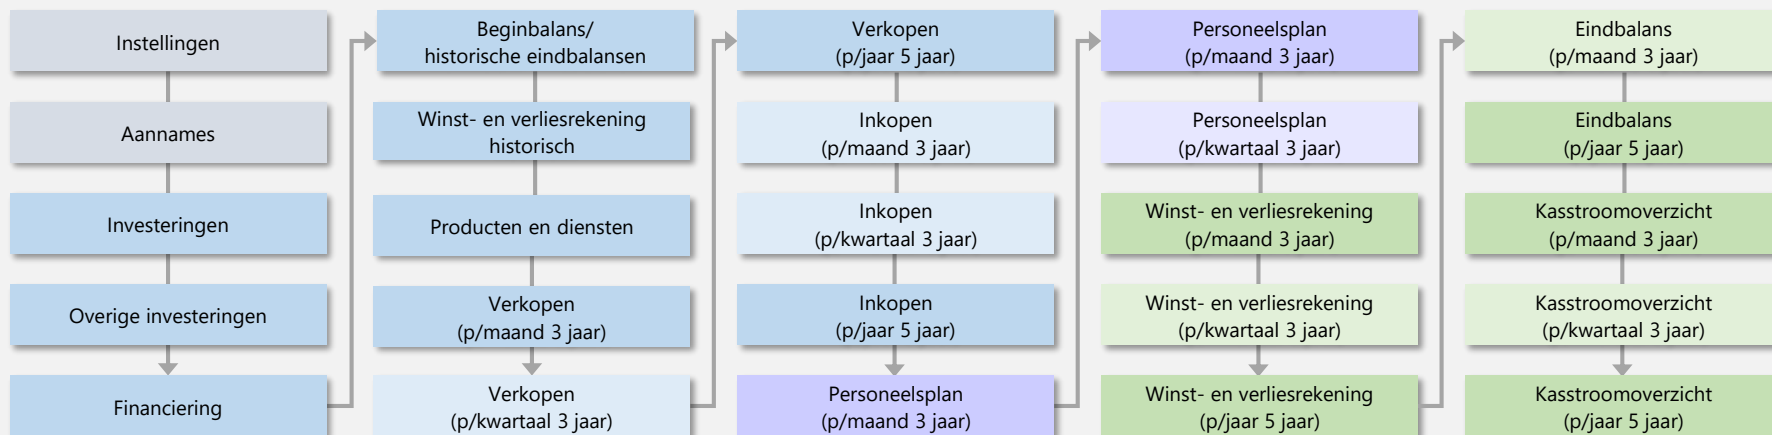 Instellingen
Aannames
Investeringen
Overige investeringen
Financiering
Beginbalans/
historische eindbalansen
Winst- en verliesrekening
historisch
Producten en diensten
Verkopen
(p/maand 3 jaar)
Verkopen
(p/kwartaal 3 jaar)
Verkopen
(p/jaar 5 jaar)
Inkopen
(p/maand 3 jaar)
Inkopen
(p/kwartaal 3 jaar)
Inkopen
(p/jaar 5 jaar)
Personeelsplan
(p/maand 3 jaar)
Personeelsplan
(p/maand 3 jaar)
Personeelsplan
(p/kwartaal 3 jaar)
Winst- en verliesrekening
(p/maand 3 jaar)
Winst- en verliesrekening
(p/kwartaal 3 jaar)
Winst- en verliesrekening
(p/jaar 5 jaar)
Eindbalans
(p/maand 3 jaar)
Eindbalans
(p/jaar 5 jaar)
Kasstroomoverzicht
(p/maand 3 jaar)
Kasstroomoverzicht
(p/kwartaal 3 jaar)
Kasstroomoverzicht
(p/jaar 5 jaar)